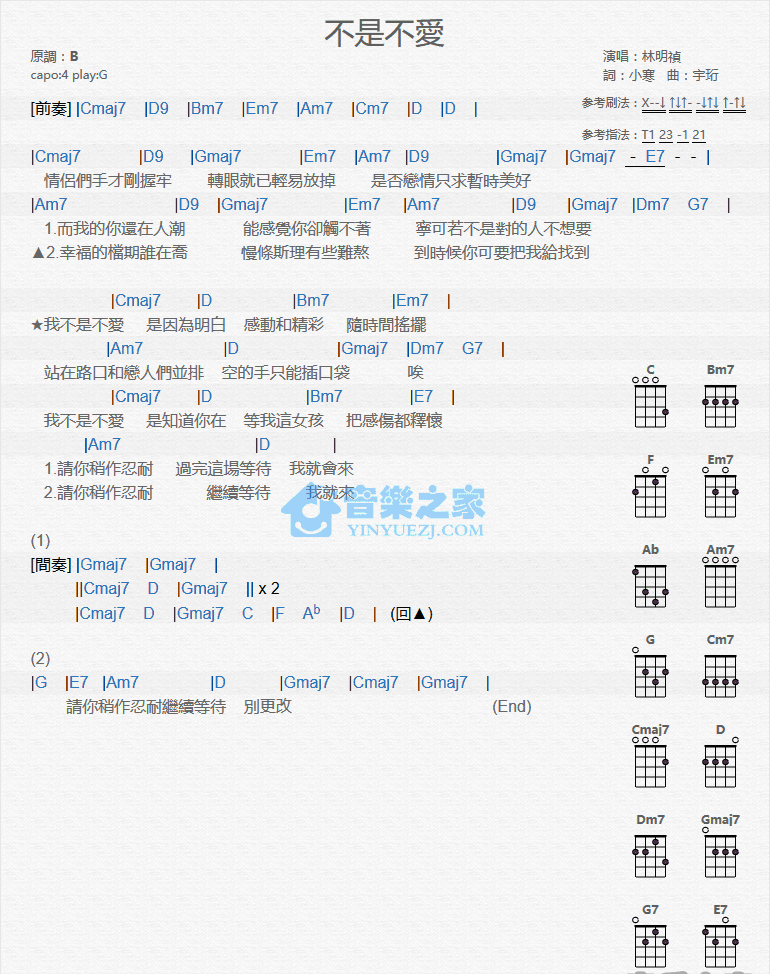 不是不愛
原調：B
capo:4 play:G
演唱：林明禎
詞：小寒 曲：宇珩
参考刷法：X--↓ ↑↓↑- -↓↑↓ ↑-↑↓
参考指法：T1 23 -1 21
[前奏] |Cmaj7 |D9 |Bm7 |Em7 |Am7 |Cm7 |D |D |
|Cmaj7 |D9 |Gmaj7 |Em7 |Am7 |D9 |Gmaj7 |Gmaj7 - E7 - - |
情侶們手才剛握牢 轉眼就已輕易放掉 是否戀情只求暫時美好
|Am7 |D9 |Gmaj7 |Em7 |Am7 |D9 |Gmaj7 |Dm7 G7 |
1.而我的你還在人潮 能感覺你卻觸不著 寧可若不是對的人不想要
▲2.幸福的檔期誰在喬 慢條斯理有些難熬 到時候你可要把我給找到
|Cmaj7 |D |Bm7 |Em7 |
★我不是不愛 是因為明白 感動和精彩 隨時間搖擺
|Am7 |D |Gmaj7 |Dm7 G7 |
站在路口和戀人們並排 空的手只能插口袋 唉
|Cmaj7 |D |Bm7 |E7 |
我不是不愛 是知道你在 等我這女孩 把感傷都釋懷
|Am7 |D |
1.請你稍作忍耐 過完這場等待 我就會來
2.請你稍作忍耐 繼續等待 我就來
音樂之家
YINYUEZJ.COM
(1)
[間奏] |Gmaj7 |Gmaj7 |
||Cmaj7 D |Gmaj7 || x 2
|Cmaj7 D |Gmaj7 C |F Ab |D | (回▲)
(2)
|G |E7 |Am7 |D |Gmaj7 |Cmaj7 |Gmaj7 |
請你稍作忍耐繼續等待 別更改 (End)
C Bm7
F Em7
Ab Am7
G Cm7
Cmaj7 D
Dm7 Gmaj7
G7 E7